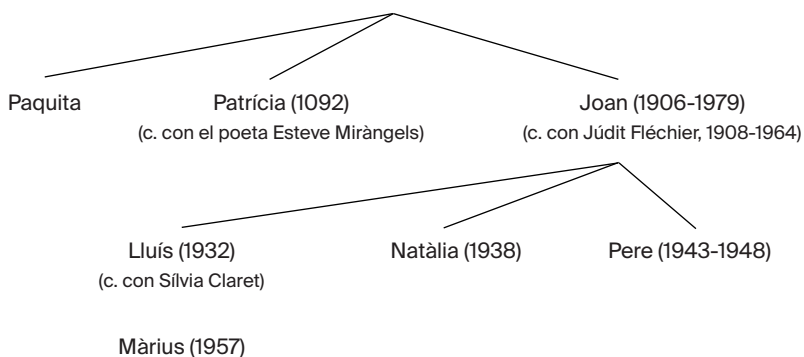 Paquita
Patrícia (1092)
(c. con el poeta Esteve Miràngels)
Joan (1906-1979)
(c. con Júdit Fléchier, 1908-1964)
Lluís (1932)
(c. con Sílvia Claret)
Natàlia (1938)
Pere (1943-1948)
Màrius (1957)